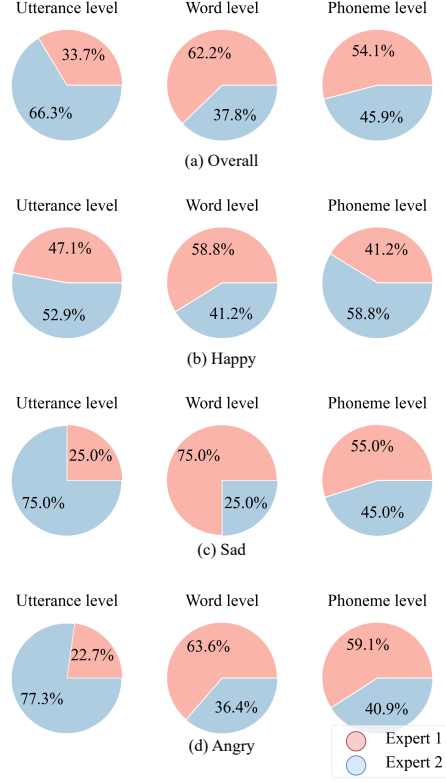 Utterance level Word level Phoneme level
33.7% 62.2% 54.1%
66.3% 37.8% 45.9%
(a) Overall
Utterance level Word level Phoneme level
47.1% 58.8% 41.2%
52.9% 41.2% 58.8%
(b) Happy
Utterance level Word level Phoneme level
25.0% 75.0% 55.0%
75.0% 25.0% 45.0%
(c) Sad
Utterance level Word level Phoneme level
22.7% 63.6% 59.1%
77.3% 36.4% 40.9%
(d) Angry
Expert 1
Expert 2